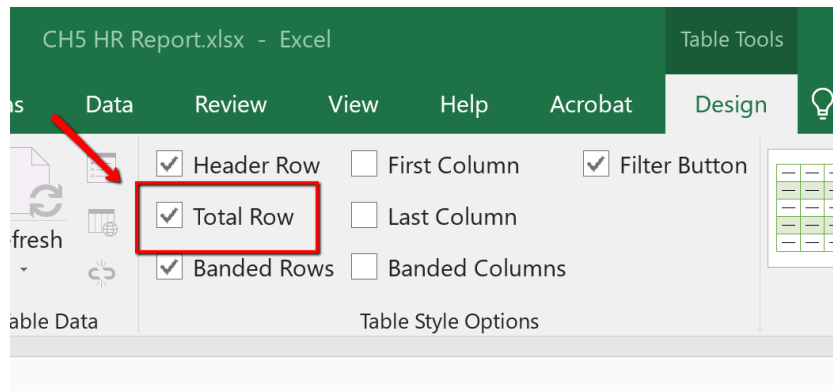 CH5 HR Report.xlsx - Excel
Table Tools
Data Review View Help Acrobat Design
Header Row First Column Filter Button
Total Row Last Column
Banded Rows Banded Columns
Table Style Options